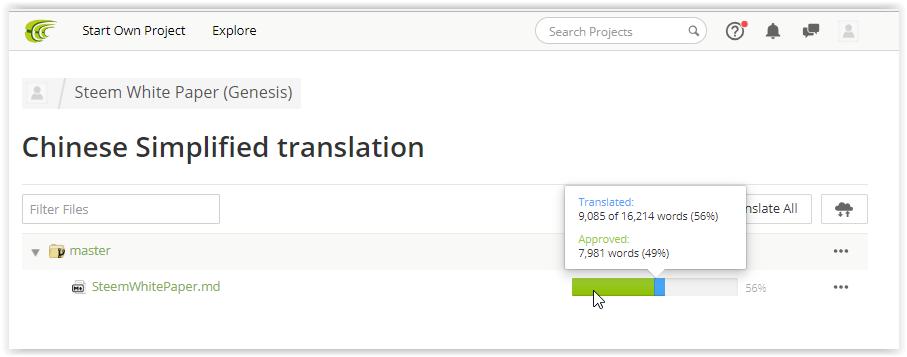 Start Own Project Explore Search Projects
Steem White Paper (Genesis)
Chinese Simplified translation
Filter Files
nslate All
Translated:
9,085 of 16,214 words (56%)
Approved:
7,981 words (49%)
master
SteemWhitePaper.md 56%